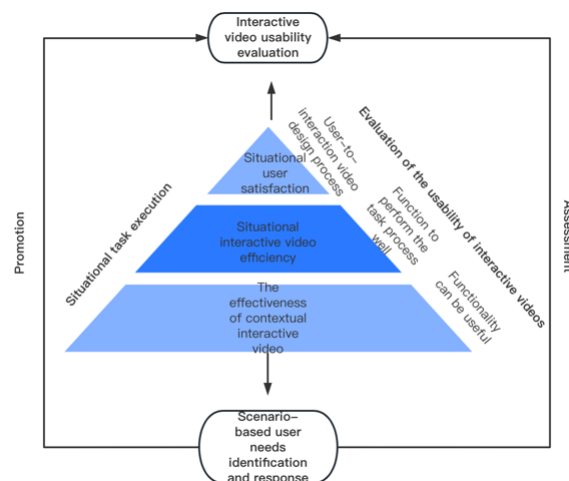 Interactive
video usability
evaluation
User-to-
interaction video
design process
Evaluation of the usability of interactive videos
Situational
user
satisfaction
Situational task execution
Function to
perform the
task process
well
Promotion
Assessment
Situational
interactive video
efficiency
Functionality
can be useful
The
effectiveness
of contextual
interactive
video
Scenario-
based user
needs
identification
and response